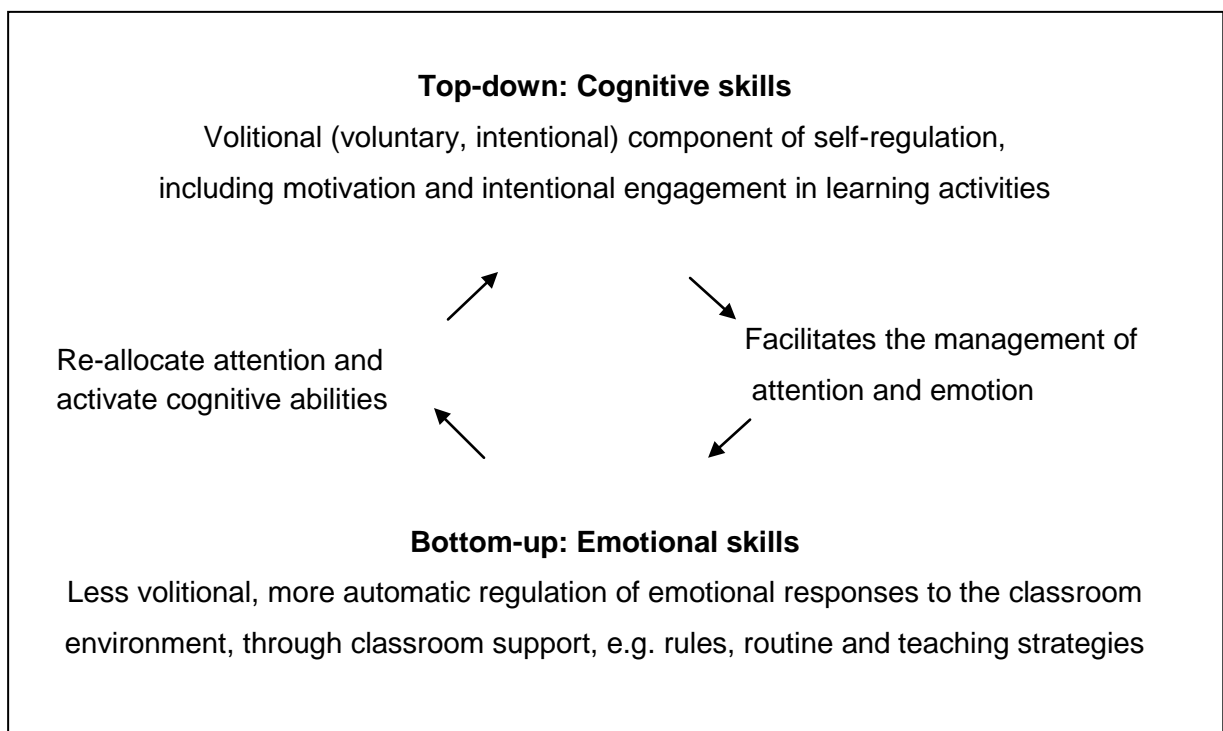 Top-down: Cognitive skills
Volitional (voluntary, intentional) component of self-regulation,
including motivation and intentional engagement in learning activities
Re-allocate attention and
activate cognitive abilities
Facilitates the management of
attention and emotion
Bottom-up: Emotional skills
Less volitional, more automatic regulation of emotional responses to the classroom
environment, through classroom support, e.g. rules, routine and teaching strategies